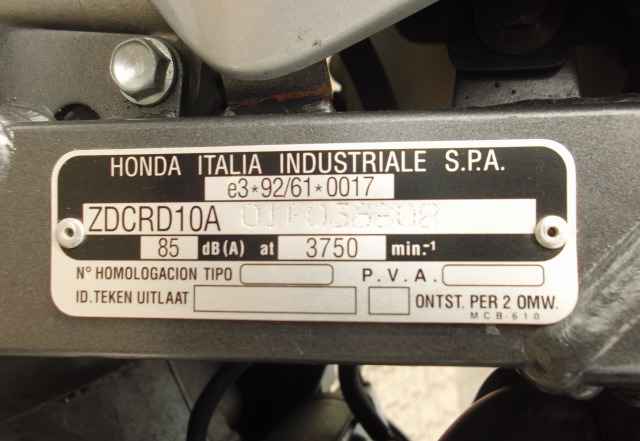 HONDA ITALIA INDUSTRIALE S.P.A.
e3*92/61*0017
ZDCRD10A
85 dB(A) at 3750 min.-1
Nº HOMOLOGACION TIPO P.V.A.
ID.TEKEN UITLAAT ONTST. PER 2 OMW.
MCB-610